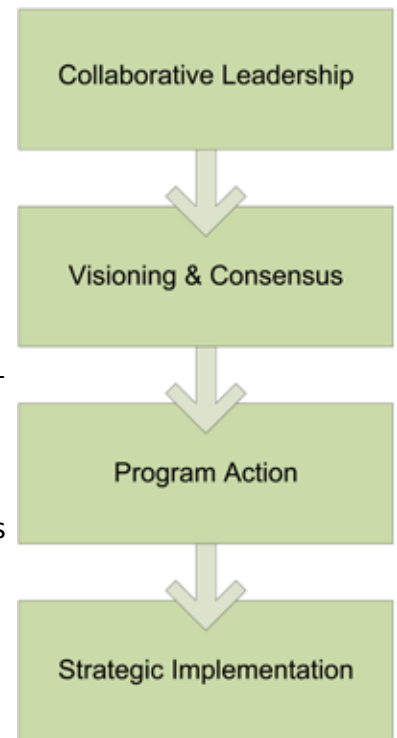 Collaborative Leadership
Visioning & Consensus
-
Program Action
s
Strategic Implementation